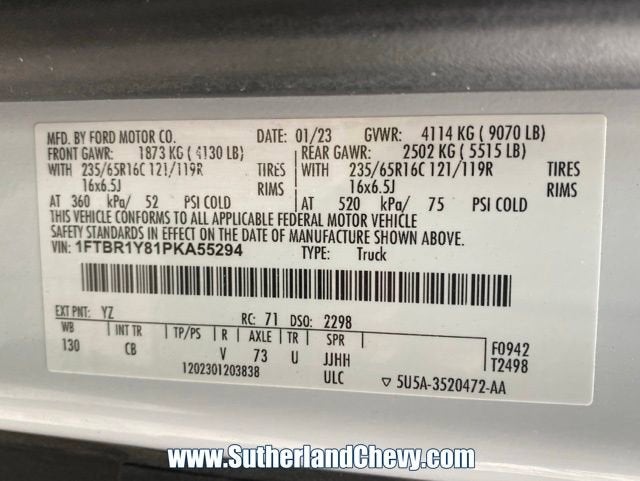 MFD. BY FORD MOTOR CO. DATE: 01/23 GVWR: 4114 KG ( 9070 LB)
FRONT GAWR: 1873 KG ( 4130 LB) REAR GAWR: 2502 KG ( 5515 LB)
WITH 235/65R16C 121/119R TIRES WITH 235/65R16C 121/119R TIRES
16x6.5J RIMS 16x6.5J RIMS
AT 360 kPa/ 52 PSI COLD AT 520 kPa/ 75 PSI COLD
THIS VEHICLE CONFORMS TO ALL APPLICABLE FEDERAL MOTOR VEHICLE
SAFETY STANDARDS IN EFFECT ON THE DATE OF MANUFACTURE SHOWN ABOVE.
VIN: 1FTBR1Y81PKA55294 TYPE: Truck
EXT PNT: YZ RC: 71 DSO: 2298
WB INT TR TP/PS R AXLE TR SPR F0942
130 CB V 73 U JJHH T2498
1202301203838 ULC ▽ 5U5A-3520472-AA
www.SutherlandChevy.com